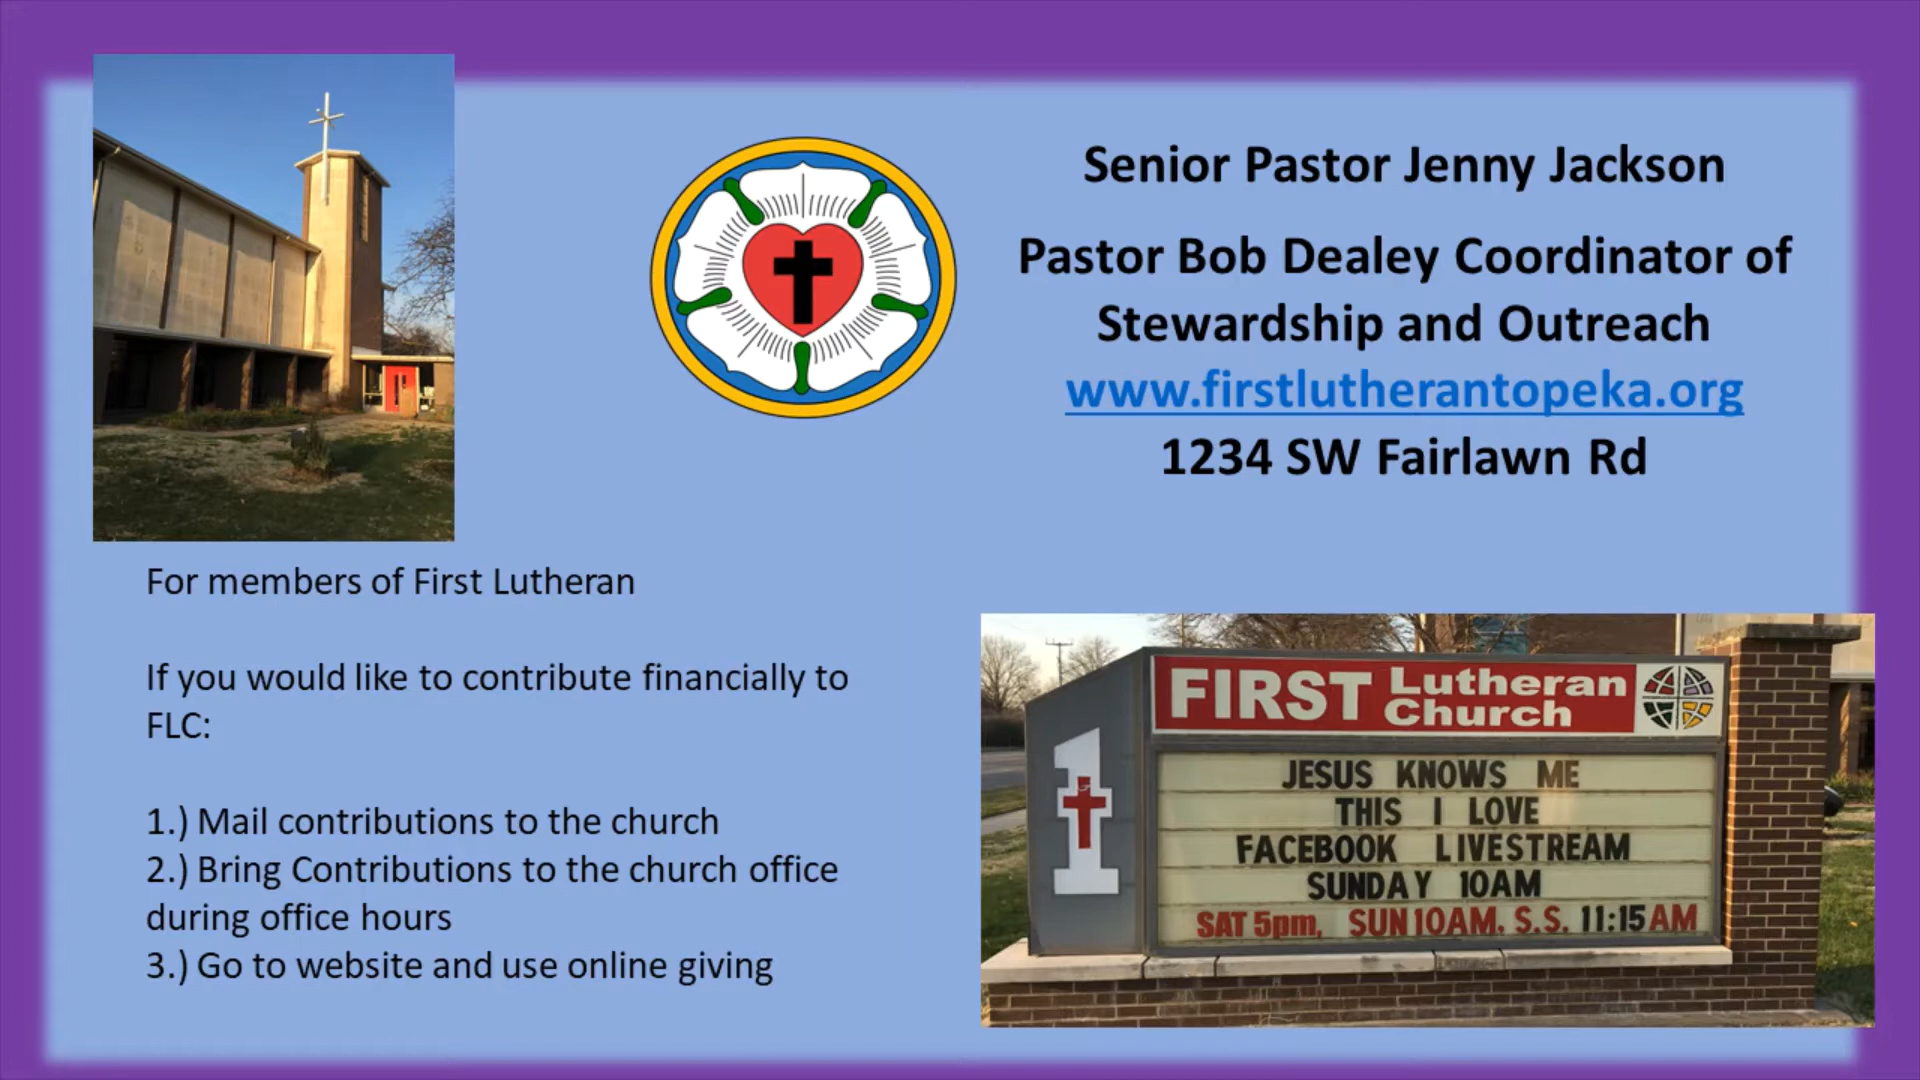 Senior Pastor Jenny Jackson
Pastor Bob Dealey Coordinator of
Stewardship and Outreach
www.firstlutherantopeka.org
1234 SW Fairlawn Rd
For members of First Lutheran
If you would like to contribute financially to
FLC:
1.) Mail contributions to the church
2.) Bring Contributions to the church office
during office hours
3.) Go to website and use online giving
FIRST Lutheran
Church
1
JESUS KNOWS ME
THIS I LOVE
FACEBOOK LIVESTREAM
SUNDAY 10AM
SAT 5pm, SUN 10AM. S.S. 11:15 AM